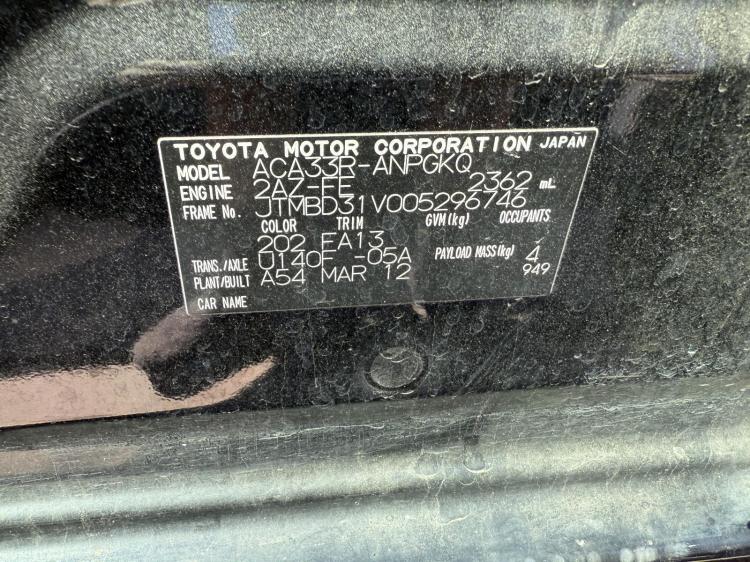 TOYOTA MOTOR CORPORATION JAPAN
MODEL ACA33R-ANPGKQ
ENGINE 2AZ-FE 2362 mL
FRAME No. JTMBD31V005296746
COLOR TRIM GVM(kg) OCCUPANTS
202 FA13
TRANS./AXLE U140F -05A PAYLOAD MASS(kg) 4
PLANT/BUILT A54 MAR 12 949
CAR NAME